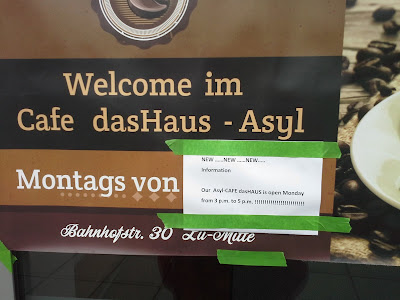 Welcome im
Cafe dasHaus - Asyl
NEW .....NEW .....NEW.....
Information
Montags von
Our Asyl-CAFE dasHAUS is open Monday
from 3 p.m. to 5 p.m. !!!!!!!!!!!!!!!!!!!!!!!!
Bahnhofstr. 30 Lu-Mitte